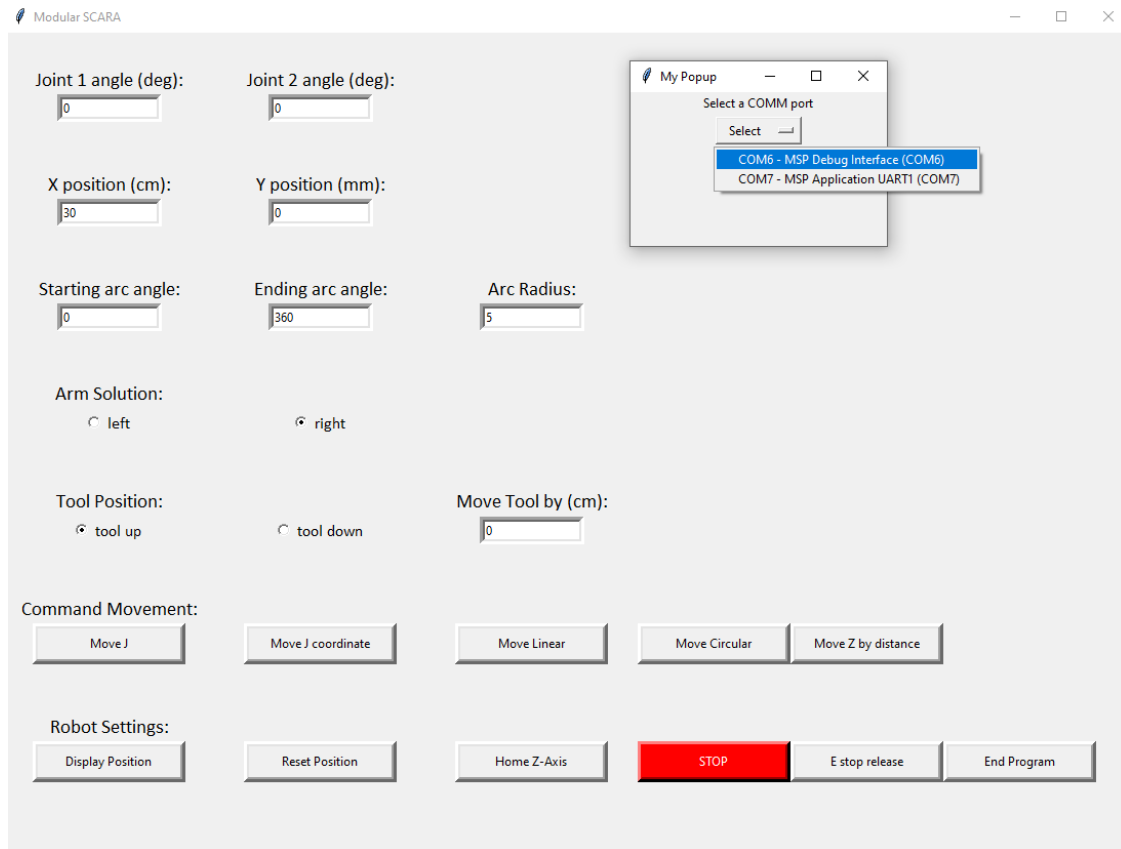 Modular SCARA
My Popup
Select a COMM port
Select
COM6 - MSP Debug Interface (COM6)
COM7 - MSP Application UART1 (COM7)
Joint 1 angle (deg): Joint 2 angle (deg):
0 0
X position (cm): Y position (mm):
30 0
Starting arc angle: Ending arc angle: Arc Radius:
0 360 5
Arm Solution:
left right
Tool Position: Move Tool by (cm):
tool up tool down 0
Command Movement:
Move J Move J coordinate Move Linear Move Circular Move Z by distance
Robot Settings:
Display Position Reset Position Home Z-Axis STOP E stop release End Program